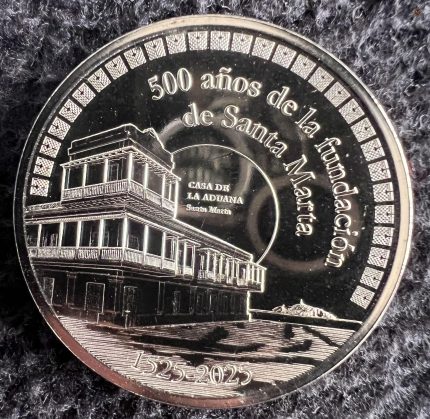 500 años de la fundación
de Santa Marta
CASA DE
LA ADUANA
Santa Marta
1525-2025